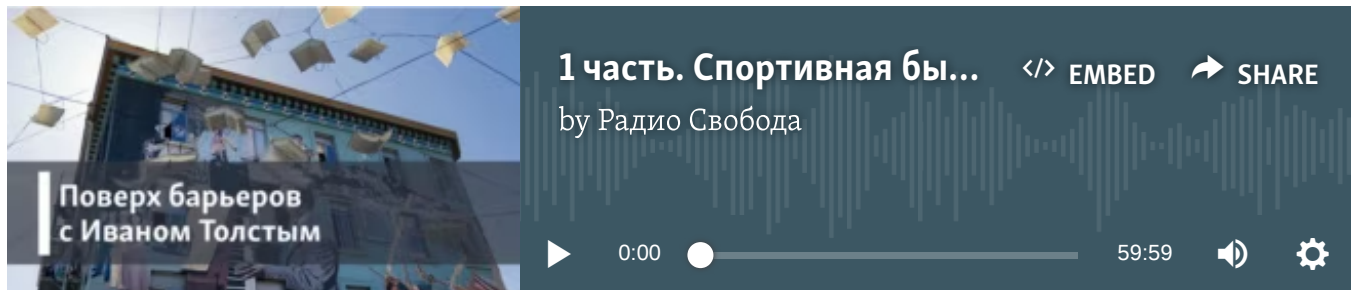 Поверх барьеров
с Иваном Толстым
1 часть. Спортивная бы...
</> EMBED
SHARE
by Радио Свобода
0:00
59:59